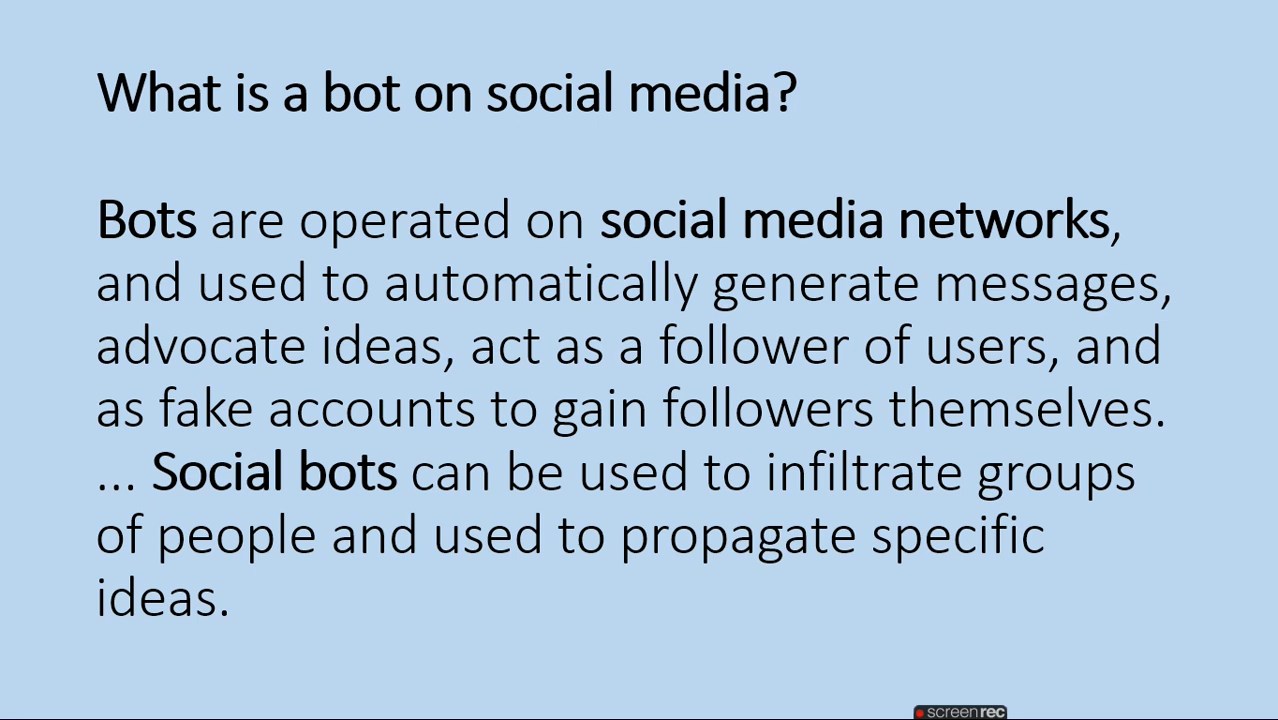 What is a bot on social media?
Bots are operated on social media networks,
and used to automatically generate messages,
advocate ideas, act as a follower of users, and
as fake accounts to gain followers themselves.
... Social bots can be used to infiltrate groups
of people and used to propagate specific
ideas.
screenrec